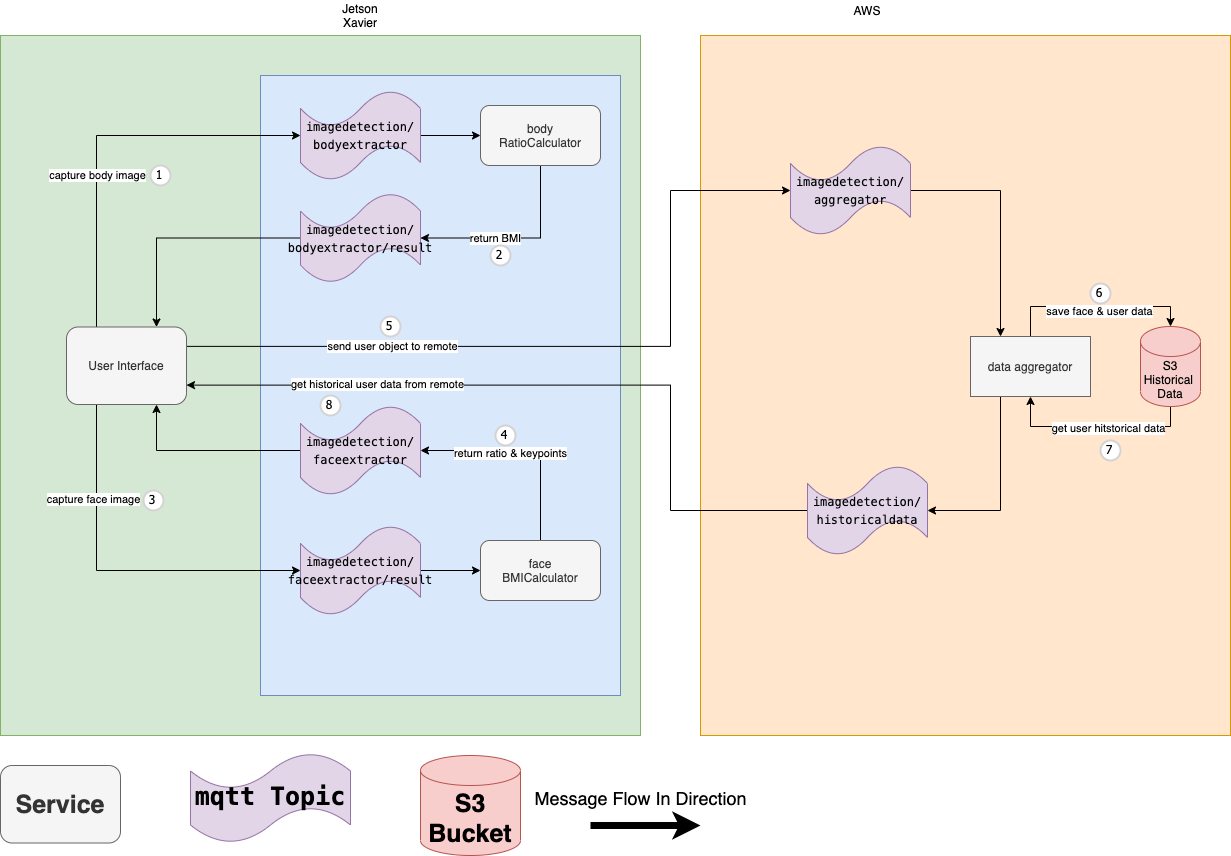 Jetson
Xavier
AWS
imagedetection/
bodyextractor
body
RatioCalculator
capture body image
1
imagedetection/
bodyextractor/result
return BMI
2
imagedetection/
aggregator
5
send user object to remote
User Interface
get historical user data from remote
8
6
save face & user data
data aggregator
S3
Historical
Data
get user hitstorical data
7
imagedetection/
faceextractor
4
return ratio & keypoints
capture face image
3
imagedetection/
historicaldata
imagedetection/
faceextractor/result
face
BMICalculator
Service
mqtt Topic
S3
Bucket
Message Flow In Direction